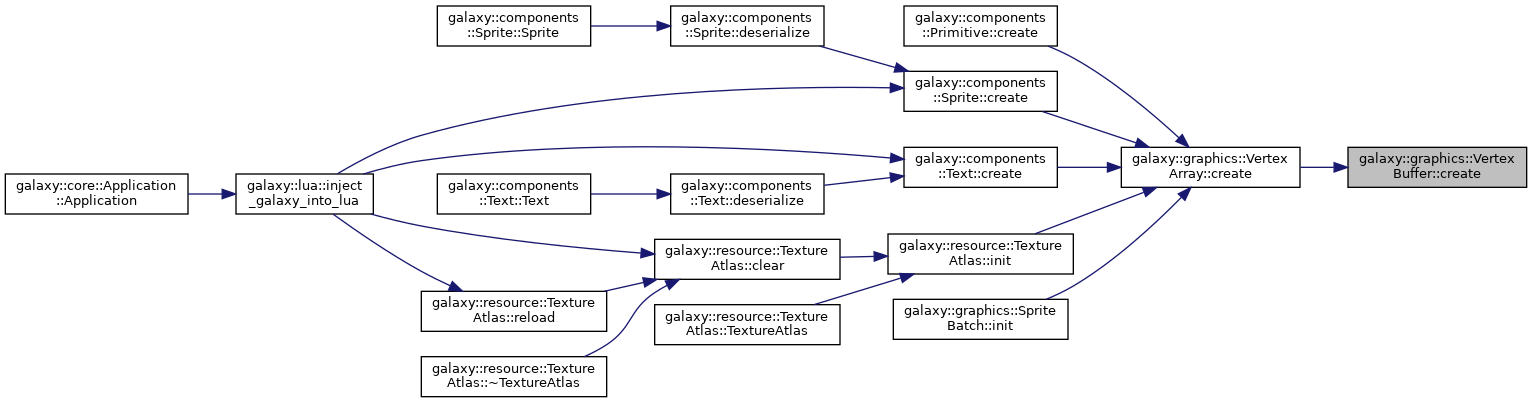 galaxy::components
::Sprite::Sprite
galaxy::components
::Sprite::deserialize
galaxy::components
::Primitive::create
galaxy::components
::Sprite::create
galaxy::components
::Text::create
galaxy::graphics::Vertex
Array::create
galaxy::graphics::Vertex
Buffer::create
galaxy::core::Application
::Application
galaxy::lua::inject
_galaxy_into_lua
galaxy::components
::Text::Text
galaxy::components
::Text::deserialize
galaxy::resource::Texture
Atlas::clear
galaxy::resource::Texture
Atlas::init
galaxy::resource::Texture
Atlas::reload
galaxy::resource::Texture
Atlas::TextureAtlas
galaxy::graphics::Sprite
Batch::init
galaxy::resource::Texture
Atlas::~TextureAtlas